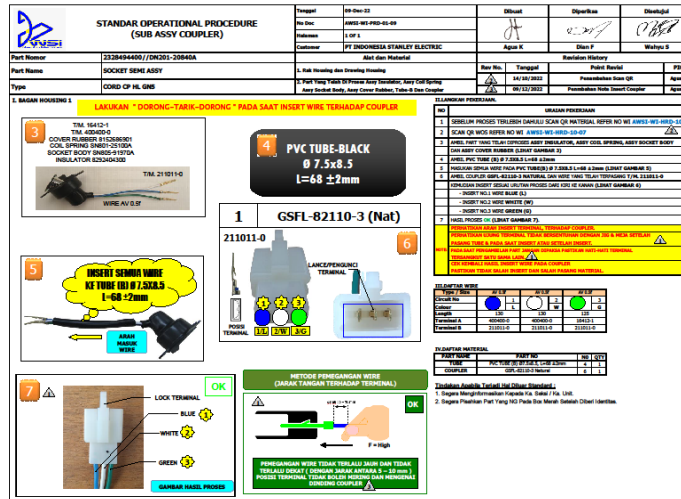 AWSI
STANDAR OPERATIONAL PROCEDURE
(SUB ASSY COUPLER)
Tanggal 09-Dec-22
No Doc AWSI-WI-PRD-01-09
Halaman 1 OF 1
Customer PT INDONESIA STANLEY ELECTRIC
Dibuat Diperiksa Disetujui
Agus K Dian F Wahyu S
Part Nomor 2328494400//DN201-20840A
Part Name SOCKET SEMI ASSY
Type CORD CP HL GNS
Alat dan Material
1. Rak Housing dan Drawing Housing
2. Part Yang Telah Di Proses Assy Insulator, Assy Coil Spring
Assy Socket Body, Assy Cover Rubber, Tube-B Dan Coupler
Revision History
Rev No. Tanggal Point Revisi
14/10/2022 Penambahan Scan QR
09/12/2022 Penambahan Note Insert Coupler
I. BAGAN HOUSING 1
LAKUKAN " DORONG-TARIK-DORONG " PADA SAAT INSERT WIRE TERHADAP COUPLER
3
T/M. 16412-1
T/M. 400400-0
COVER RUBBER 9152686901
COIL SPRING SN801-25100A
SOCKET BODY SN805-91970A
INSULATOR 8292404300
T/M. 211011-0
WIRE AV 0.5f
4
PVC TUBE-BLACK
Ø 7.5x8.5
L=68 ±2mm
1 GSFL-82110-3 (Nat)
211011-0
6
LANCE/PENGUNCI
TERMINAL
POSISI
TERMINAL
1 2 3
1/L 2/W 3/G
5
INSERT SEMUA WIRE
KE TUBE (B) Ø 7.5X8.5
L=68 ±2mm
ARAH
MASUK
WIRE
7
OK
LOCK TERMINAL
BLUE 1
WHITE 2
GREEN 3
GAMBAR HASIL PROSES
METODE PEMEGANGAN WIRE
(JARAK TANGAN TERHADAP TERMINAL)
OK
F = High
PEMEGANGAN WIRE TIDAK TERLALU JAUH DAN TIDAK
TERLALU DEKAT ( DENGAN JARAK ANTARA 5 - 10 mm )
POSISI TERMINAL TIDAK BOLEH MIRING DAN MENGENAI
DINDING COUPLER
II.LANGKAH PEKERJAAN.
NO URAIAN PEKERJAAN
1 SEBELUM PROSES TERLEBIH DAHULU SCAN QR MATERIAL REFER NO WI AWSI-WI-HRD-10
2 SCAN QR WOS REFER NO WI AWSI-WI-HRD-10-07
3 AMBIL PART YANG TELAH DIPROSES ASSY INSULATOR, ASSY COIL SPRING, ASSY SOCKET BODY
DAN ASSY COVER RUBBER (LIHAT GAMBAR 3)
4 AMBIL PVC TUBE (B) Ø 7.5X8.5 L=68 ±2mm
5 MASUKAN SEMUA WIRE PADA PVC TUBE(B) Ø 7.5X8.5 L=68 ±2mm (LIHAT GAMBAR 5)
6 AMBIL COUPLER GSFL-82110-3 NATURAL DAN WIRE YANG TELAH TERPASANG T/M. 211011-0
KEMUDIAN INSERT SESUAI URUTAN PROSES DARI KIRI KE KANAN (LIHAT GAMBAR 6)
- INSERT NO.1 WIRE BLUE (L)
- INSERT NO.2 WIRE WHITE (W)
- INSERT NO.3 WIRE GREEN (G)
7 HASIL PROSES OK (LIHAT GAMBAR 7).
NOTE
PERHATIKAN ARAH INSERT TERMINAL TERHADAP COUPLER.
PERHATIKAN UJUNG TERMINAL TIDAK BERSENTUHAN DENGAN JIG & MEJA SETELAH
PASANG TUBE & PADA SAAT INSERT ATAU SETELAH INSERT.
TERSANGKUT SATU SAMA LAIN.
CEK KEMBALI HASIL INSERT WIRE PADA COUPLER
PASTIKAN TIDAK SALAH INSERT DAN SALAH PASANG MATERIAL.
III.DAFTAR WIRE
Type / Size AV 0.5f AV 0.5f AV 0.5f
Circuit No 1 2 3
Colour L W G
Length 130 130 125
Terminal A 400400-0 400400-0 16412-1
Terminal B 211011-0 211011-0 211011-0
IV.DAFTAR MATERIAL
PART NAME PART NO NO QTY
TUBE PVC TUBE (B) Ø7.5x8.5, L=68 ±2mm 4 1
COUPLER GSFL-82110-3 Natural 6 1
Tindakan Apabila Terjadi Hal Diluar Standard :
1. Segera Menginformasikan Kepada Ka. Seksi / Ka. Unit.
2. Segera Pisahkan Part Yang NG Pada Box Merah Setelah Diberi Identitas.